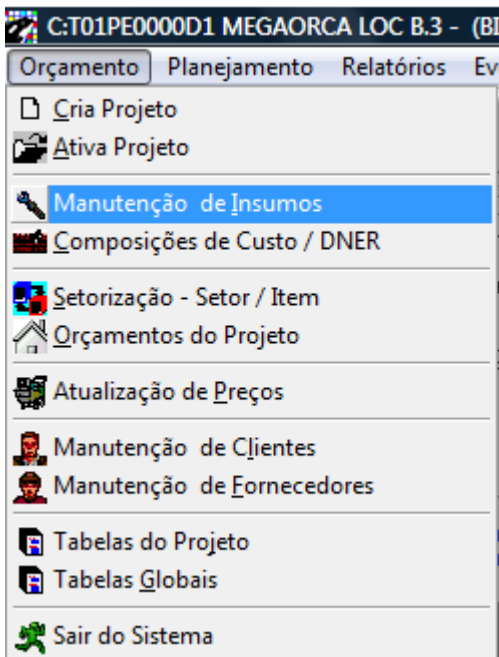 C:T01PE0000D1 MEGAORCA LOC B.3 - (BI
Orçamento Planejamento Relatórios Ev
Cria Projeto
Ativa Projeto
Manutenção de Insumos
Composições de Custo / DNER
Setorização - Setor / Item
Orçamentos do Projeto
Atualização de Preços
Manutenção de Clientes
Manutenção de Fornecedores
Tabelas do Projeto
Tabelas Globais
Sair do Sistema